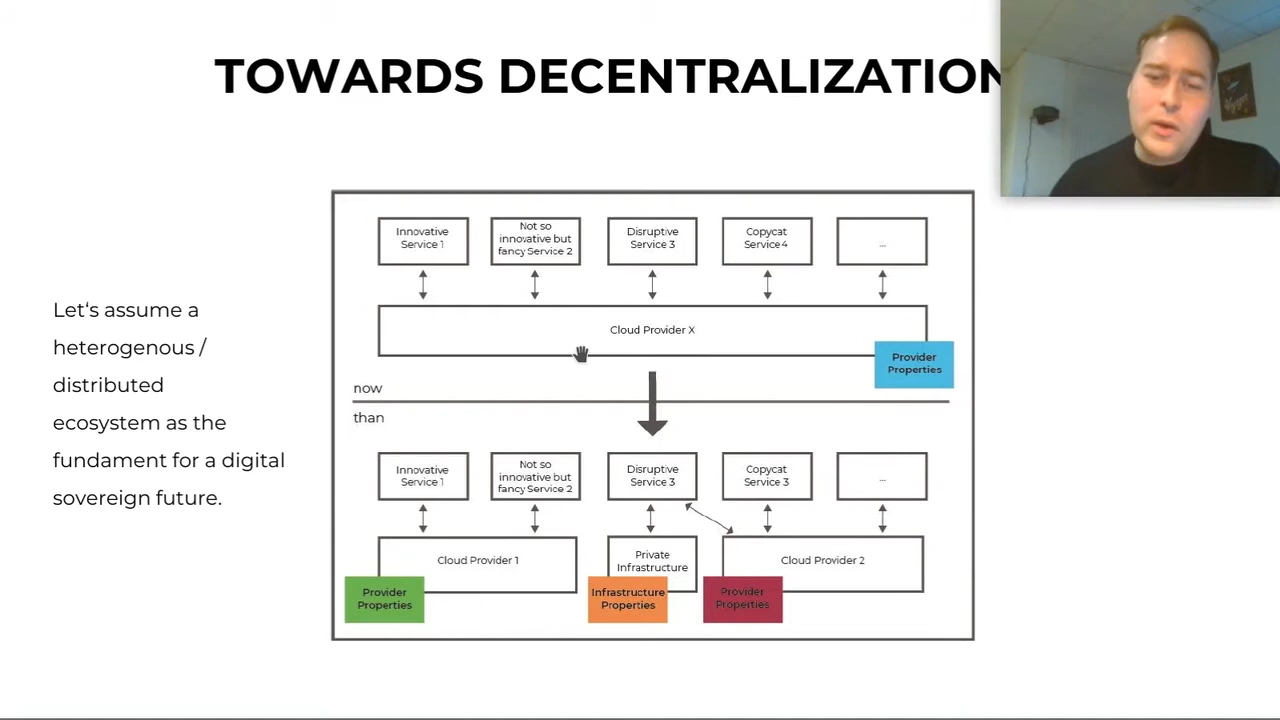 TOWARDS DECENTRALIZATION
Let‘s assume a
heterogenous /
distributed
ecosystem as the
fundament for a digital
sovereign future.
Innovative
Service 1
Not so
innovative but
fancy Service 2
Disruptive
Service 3
Copycat
Service 4
...
Cloud Provider X
Provider
Properties
now
than
Innovative
Service 1
Not so
innovative but
fancy Service 2
Disruptive
Service 3
Copycat
Service 3
...
Cloud Provider 1
Private
Infrastructure
Cloud Provider 2
Provider
Properties
Infrastructure
Properties
Provider
Properties